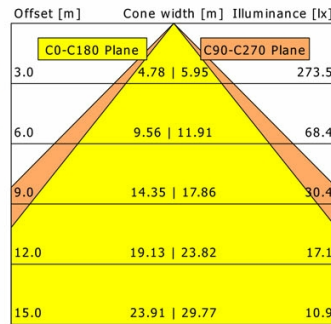 Offset [m] Cone width [m] Illuminance [lx]
C0-C180 Plane C90-C270 Plane
3.0 4.78 | 5.95 273.5
6.0 9.56 | 11.91 68.4
9.0 14.35 | 17.86 30.4
12.0 19.13 | 23.82 17.1
15.0 23.91 | 29.77 10.9